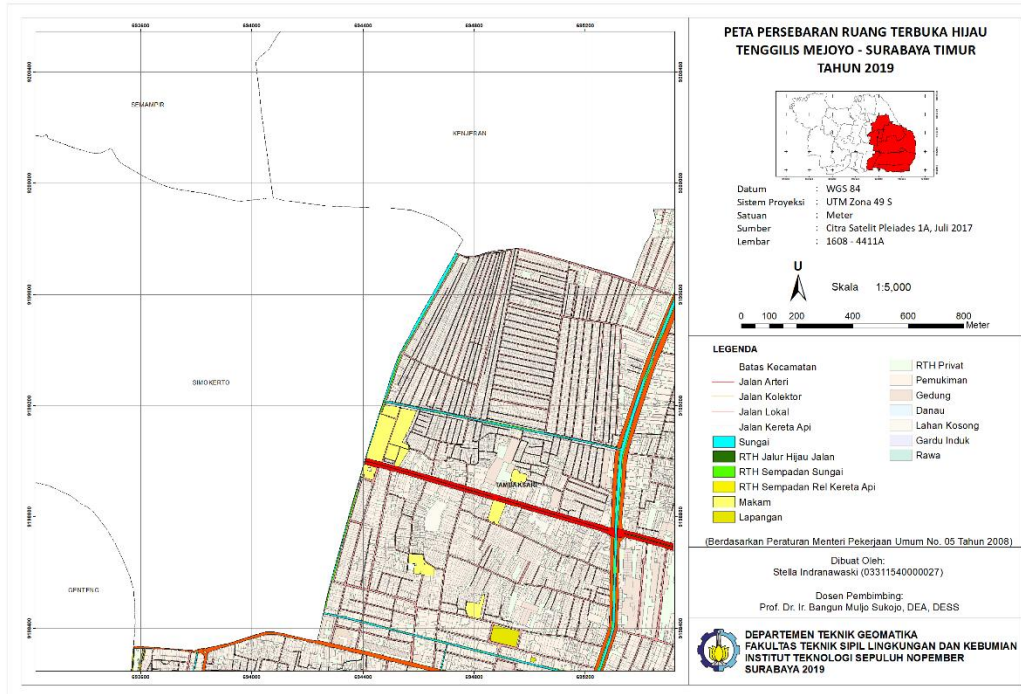 PETA PERSEBARAN RUANG TERBUKA HIJAU
TENGGILIS MEJOYO - SURABAYA TIMUR
TAHUN 2019
Datum : WGS 84
Sistem Proyeksi : UTM Zona 49 S
Satuan : Meter
Sumber : Citra Satelit Pleiades 1A, Juli 2017
Lembar : 1608 - 4411A
U
Skala 1:5,000
0 100 200 400 600 800
Meter
LEGENDA
Batas Kecamatan
Jalan Arteri
Jalan Kolektor
Jalan Lokal
Jalan Kereta Api
Sungai
RTH Jalur Hijau Jalan
RTH Sempadan Sungai
RTH Sempadan Rel Kereta Api
Makam
Lapangan
RTH Privat
Pemukiman
Gedung
Danau
Lahan Kosong
Gardu Induk
Rawa
(Berdasarkan Peraturan Menteri Pekerjaan Umum No. 05 Tahun 2008)
Dibuat Oleh:
Stella Indranawaski (03311540000027)
Dosen Pembimbing:
Prof. Dr. Ir. Bangun Muljo Sukojo, DEA, DESS
DEPARTEMEN TEKNIK GEOMATIKA
FAKULTAS TEKNIK SIPIL LINGKUNGAN DAN KEBUMIAN
INSTITUT TEKNOLOGI SEPULUH NOPEMBER
SURABAYA 2019
SEMAMPIR
KENJERAN
SIMOKERTO
TAMBAKSARI
GENTENG